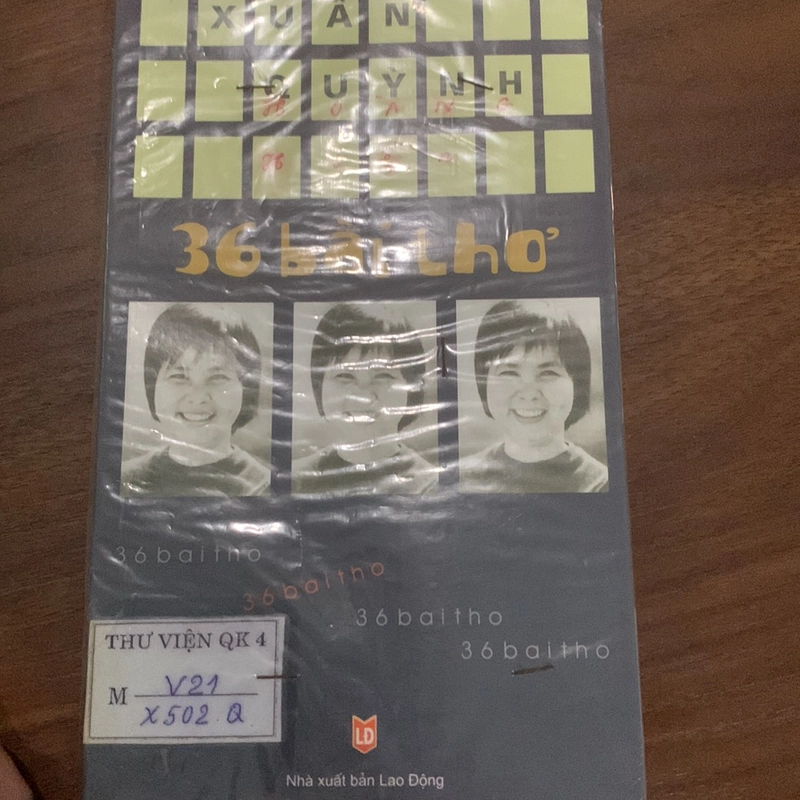 XUÂN
QUỲNH
36 bài thơ
36baitho
36baitho
36baitho
36baitho
THƯ VIỆN QK 4
M V21
X502.Q
LĐ
Nhà xuất bản Lao Động